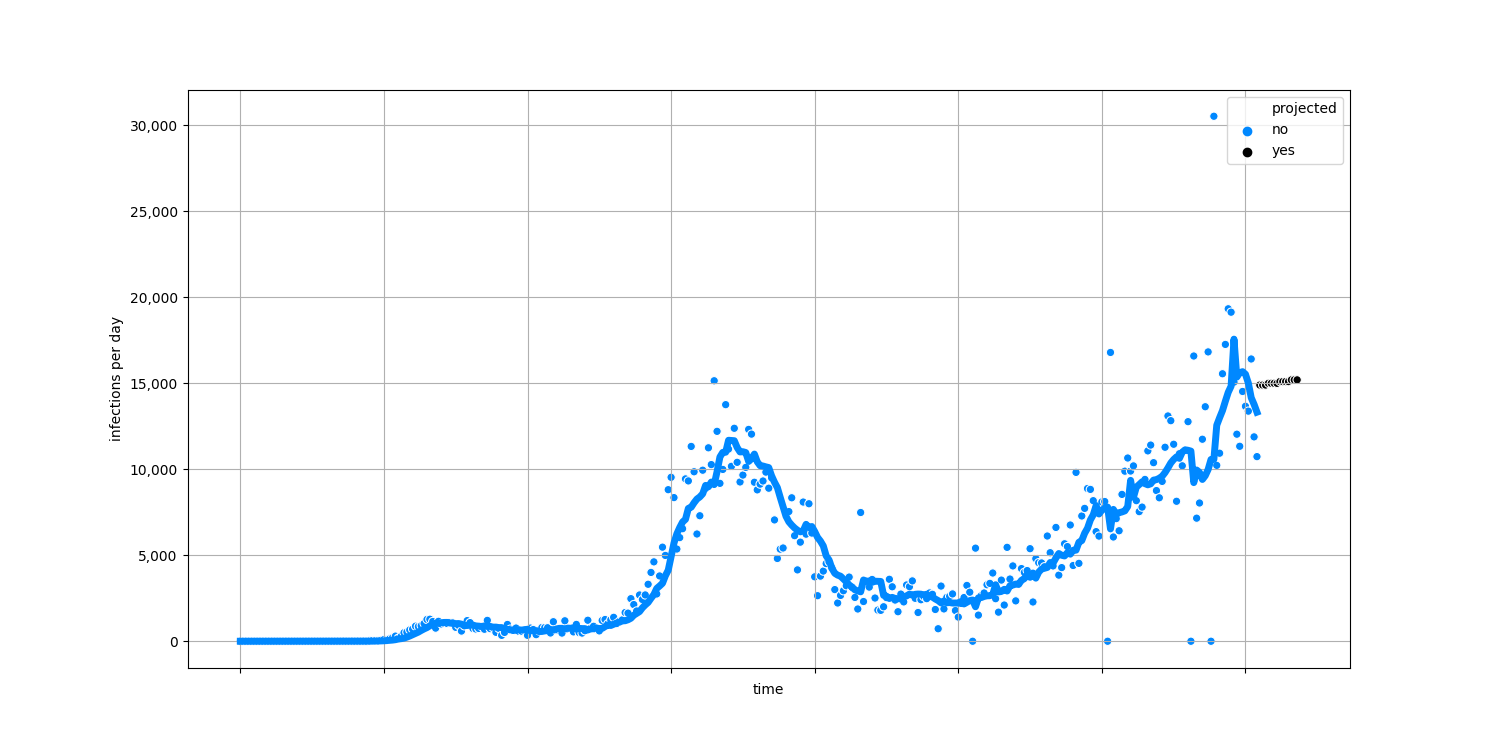 projected
no
yes
30,000
25,000
20,000
15,000
10,000
5,000
0
infections per day
time